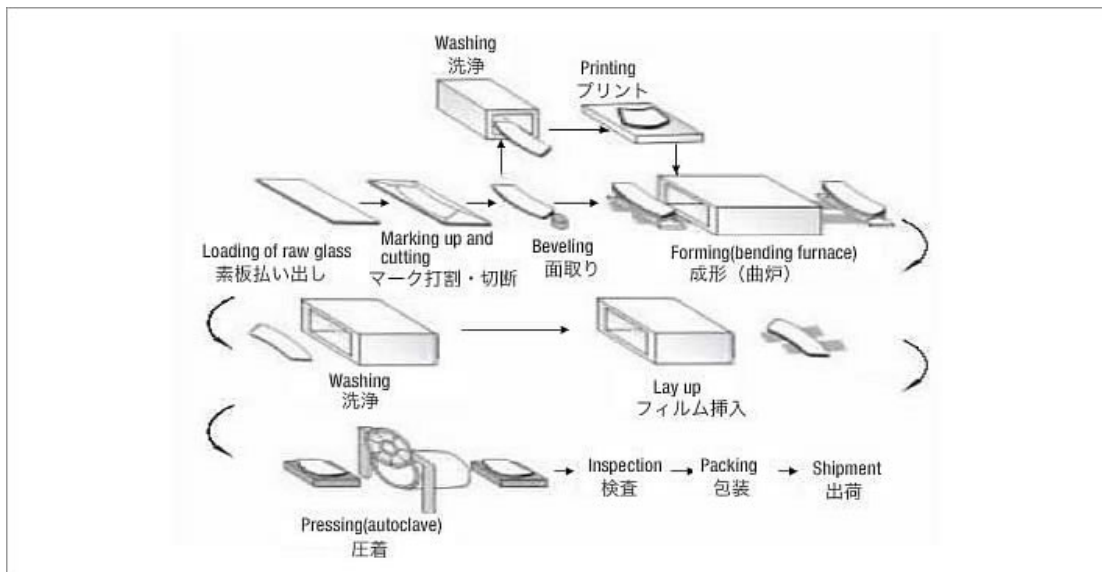 Washing
洗浄
Printing
プリント
Loading of raw glass
素板払い出し
Marking up and
cutting
マーク打割・切断
Beveling
面取り
Forming(bending furnace)
成形（曲炉）
Washing
洗浄
Lay up
フィルム挿入
Pressing(autoclave)
圧着
Inspection
検査
Packing
包装
Shipment
出荷